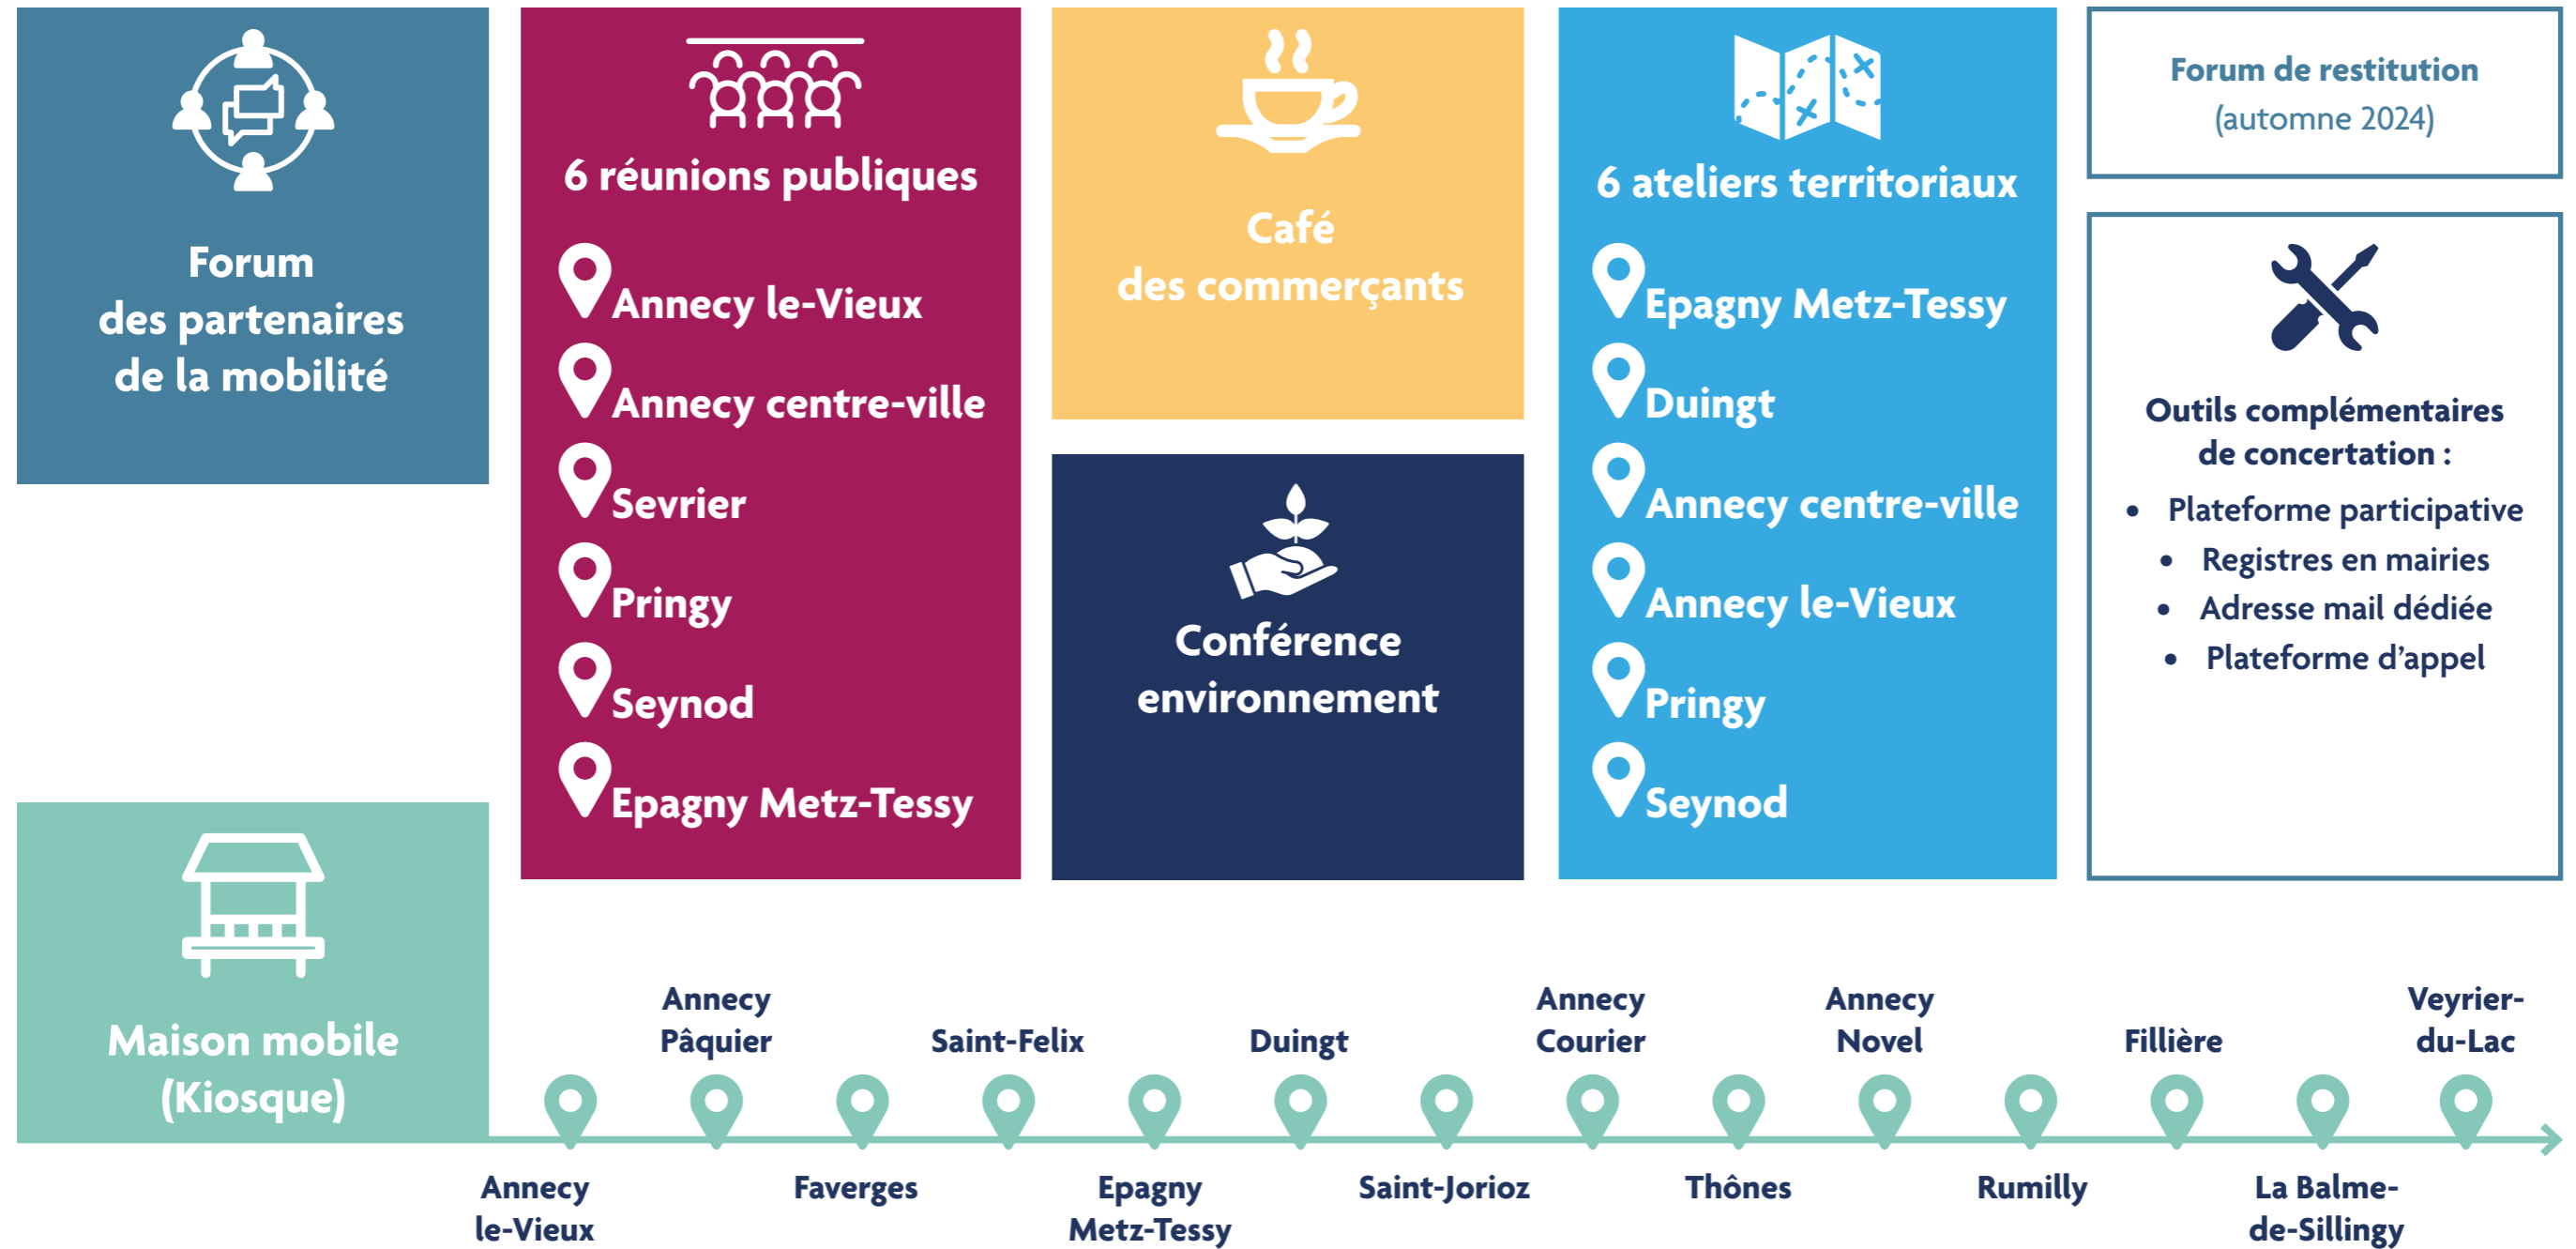 Forum
des partenaires
de la mobilité
6 réunions publiques
Annecy le-Vieux
Annecy centre-ville
Sevrier
Pringy
Seynod
Epagny Metz-Tessy
Café
des commerçants
Conférence
environnement
6 ateliers territoriaux
Epagny Metz-Tessy
Duingt
Annecy centre-ville
Annecy le-Vieux
Pringy
Seynod
Forum de restitution
(automne 2024)
Outils complémentaires
de concertation :
• Plateforme participative
• Registres en mairies
• Adresse mail dédiée
• Plateforme d’appel
Maison mobile
(Kiosque)
Annecy
le-Vieux
Annecy
Pâquier
Faverges
Saint-Felix
Epagny
Metz-Tessy
Duingt
Saint-Jorioz
Annecy
Courier
Thônes
Annecy
Novel
Rumilly
Fillière
La Balme-
de-Sillingy
Veyrier-
du-Lac